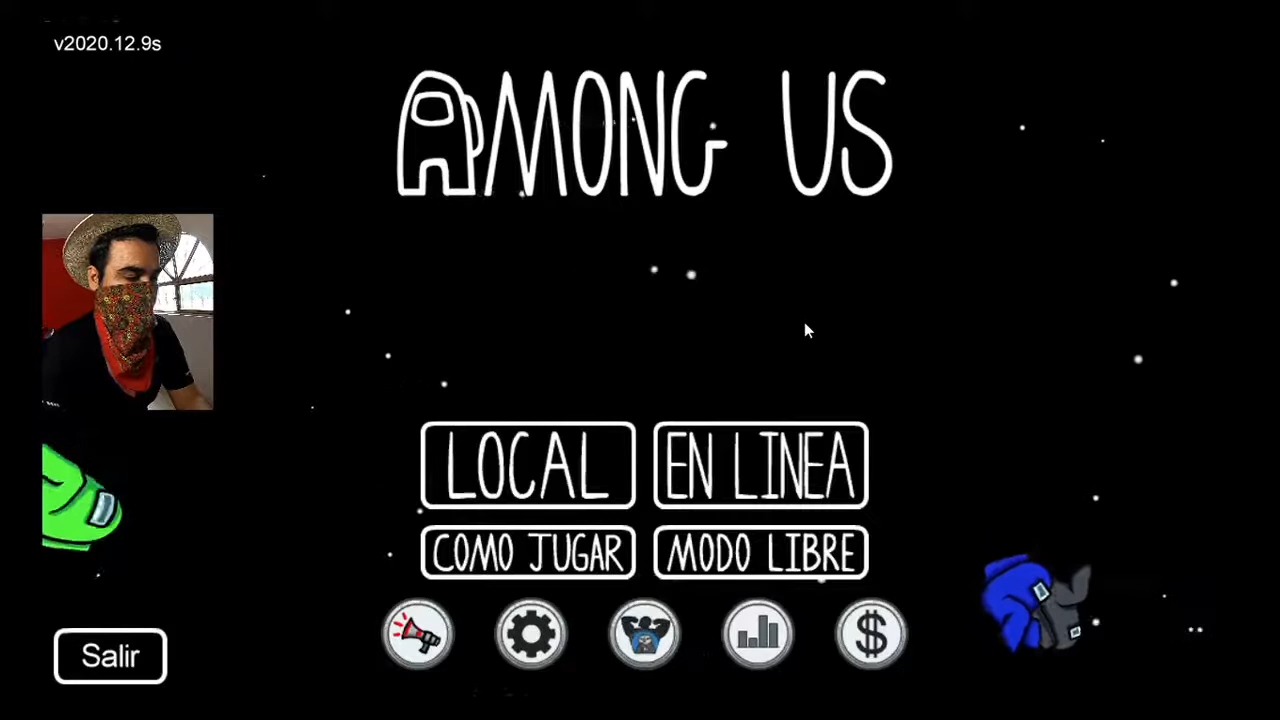 v2020.12.9s
AMONG US
LOCAL
EN LINEA
COMO JUGAR
MODO LIBRE
$
Salir